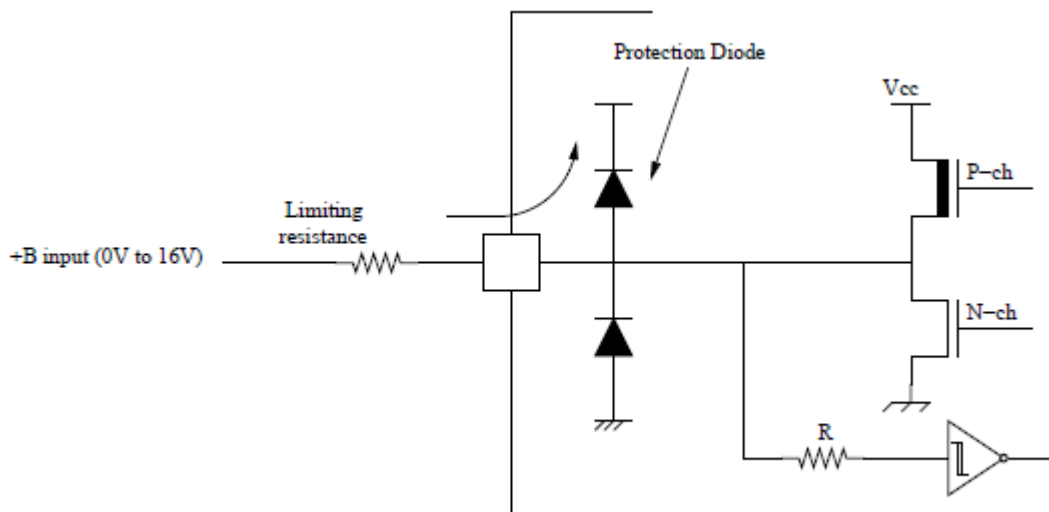 Protection Diode
Vcc
P-ch
Limiting
resistance
+B input (0V to 16V)
N-ch
R